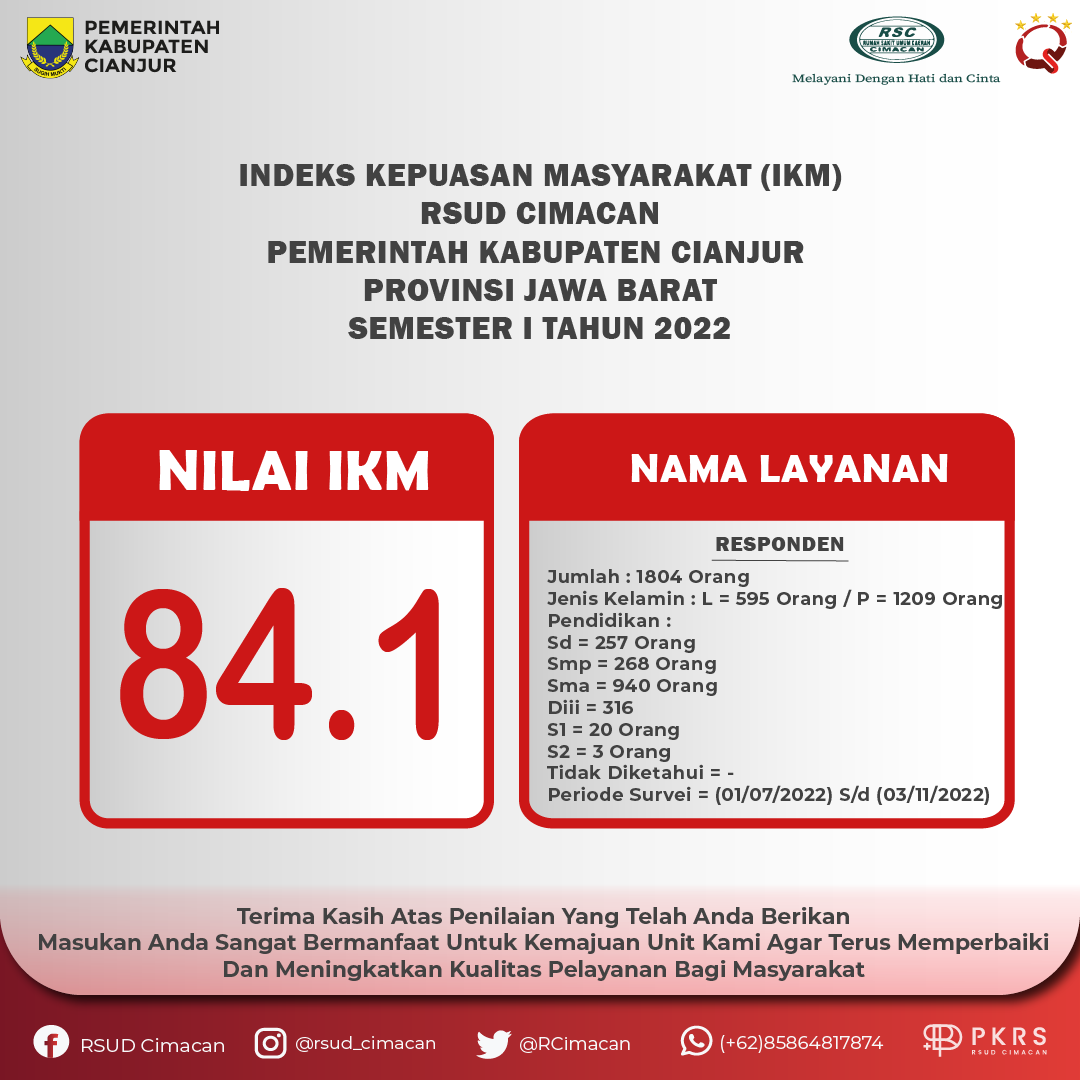 PEMERINTAH
KABUPATEN
CIANJUR
SUGIH MUKTI
RSC
RUMAH SAKIT UMUM DAERAH
CIMACAN
Melayani Dengan Hati dan Cinta
INDEKS KEPUASAN MASYARAKAT (IKM)
RSUD CIMACAN
PEMERINTAH KABUPATEN CIANJUR
PROVINSI JAWA BARAT
SEMESTER I TAHUN 2022
NILAI IKM
84.1
NAMA LAYANAN
RESPONDEN
Jumlah : 1804 Orang
Jenis Kelamin : L = 595 Orang / P = 1209 Orang
Pendidikan :
Sd = 257 Orang
Smp = 268 Orang
Sma = 940 Orang
Diii = 316
S1 = 20 Orang
S2 = 3 Orang
Tidak Diketahui = -
Periode Survei = (01/07/2022) S/d (03/11/2022)
Terima Kasih Atas Penilaian Yang Telah Anda Berikan
Masukan Anda Sangat Bermanfaat Untuk Kemajuan Unit Kami Agar Terus Memperbaiki
Dan Meningkatkan Kualitas Pelayanan Bagi Masyarakat
RSUD Cimacan
@rsud_cimacan
@RCimacan
(+62)85864817874
PKRS
RSUD CIMACAN